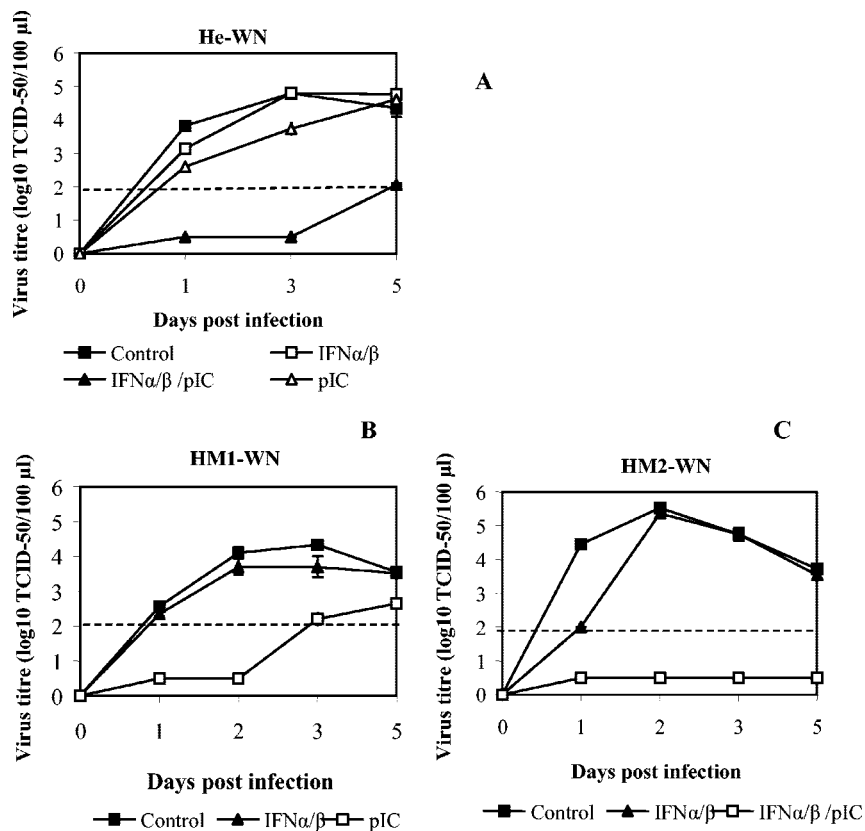 He-WN
A
Virus titre (log10 TCID-50/100 µl)
6
5
4
3
2
1
0
0 1 3 5
Days post infection
Control IFNα/β
IFNα/β /pIC pIC
B
HM1-WN
Virus titre (log10 TCID-50/100 µl)
6
5
4
3
2
1
0
0 1 2 3 5
Days post infection
Control IFNα/β pIC
C
HM2-WN
Virus titre (log10 TCID-50/100 µl)
6
5
4
3
2
1
0
0 1 2 3 5
Days post infection
Control IFNα/β IFNα/β /pIC